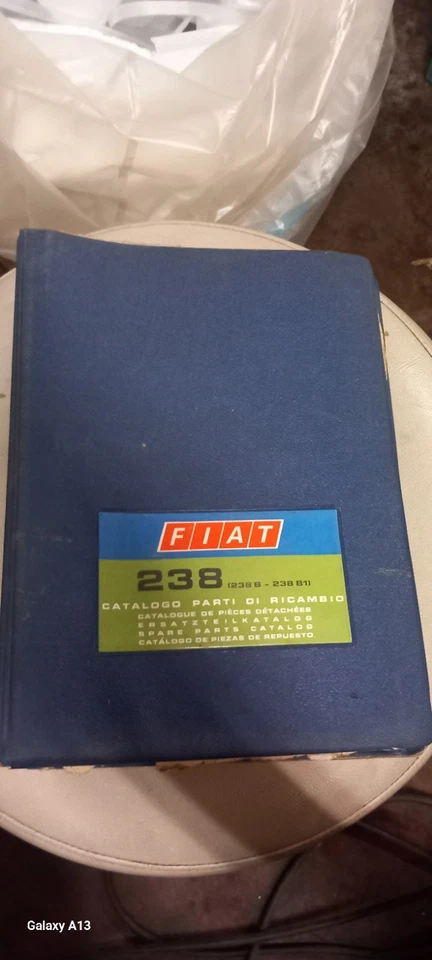 FIAT
238 (238 B - 238 B1)
CATALOGO PARTI DI RICAMBIO
CATALOGUE DE PIÈCES DÉTACHÉES
ERSATZTEILKATALOG
SPARE PARTS CATALOG
CATÁLOGO DE PIEZAS DE REPUESTO
Galaxy A13